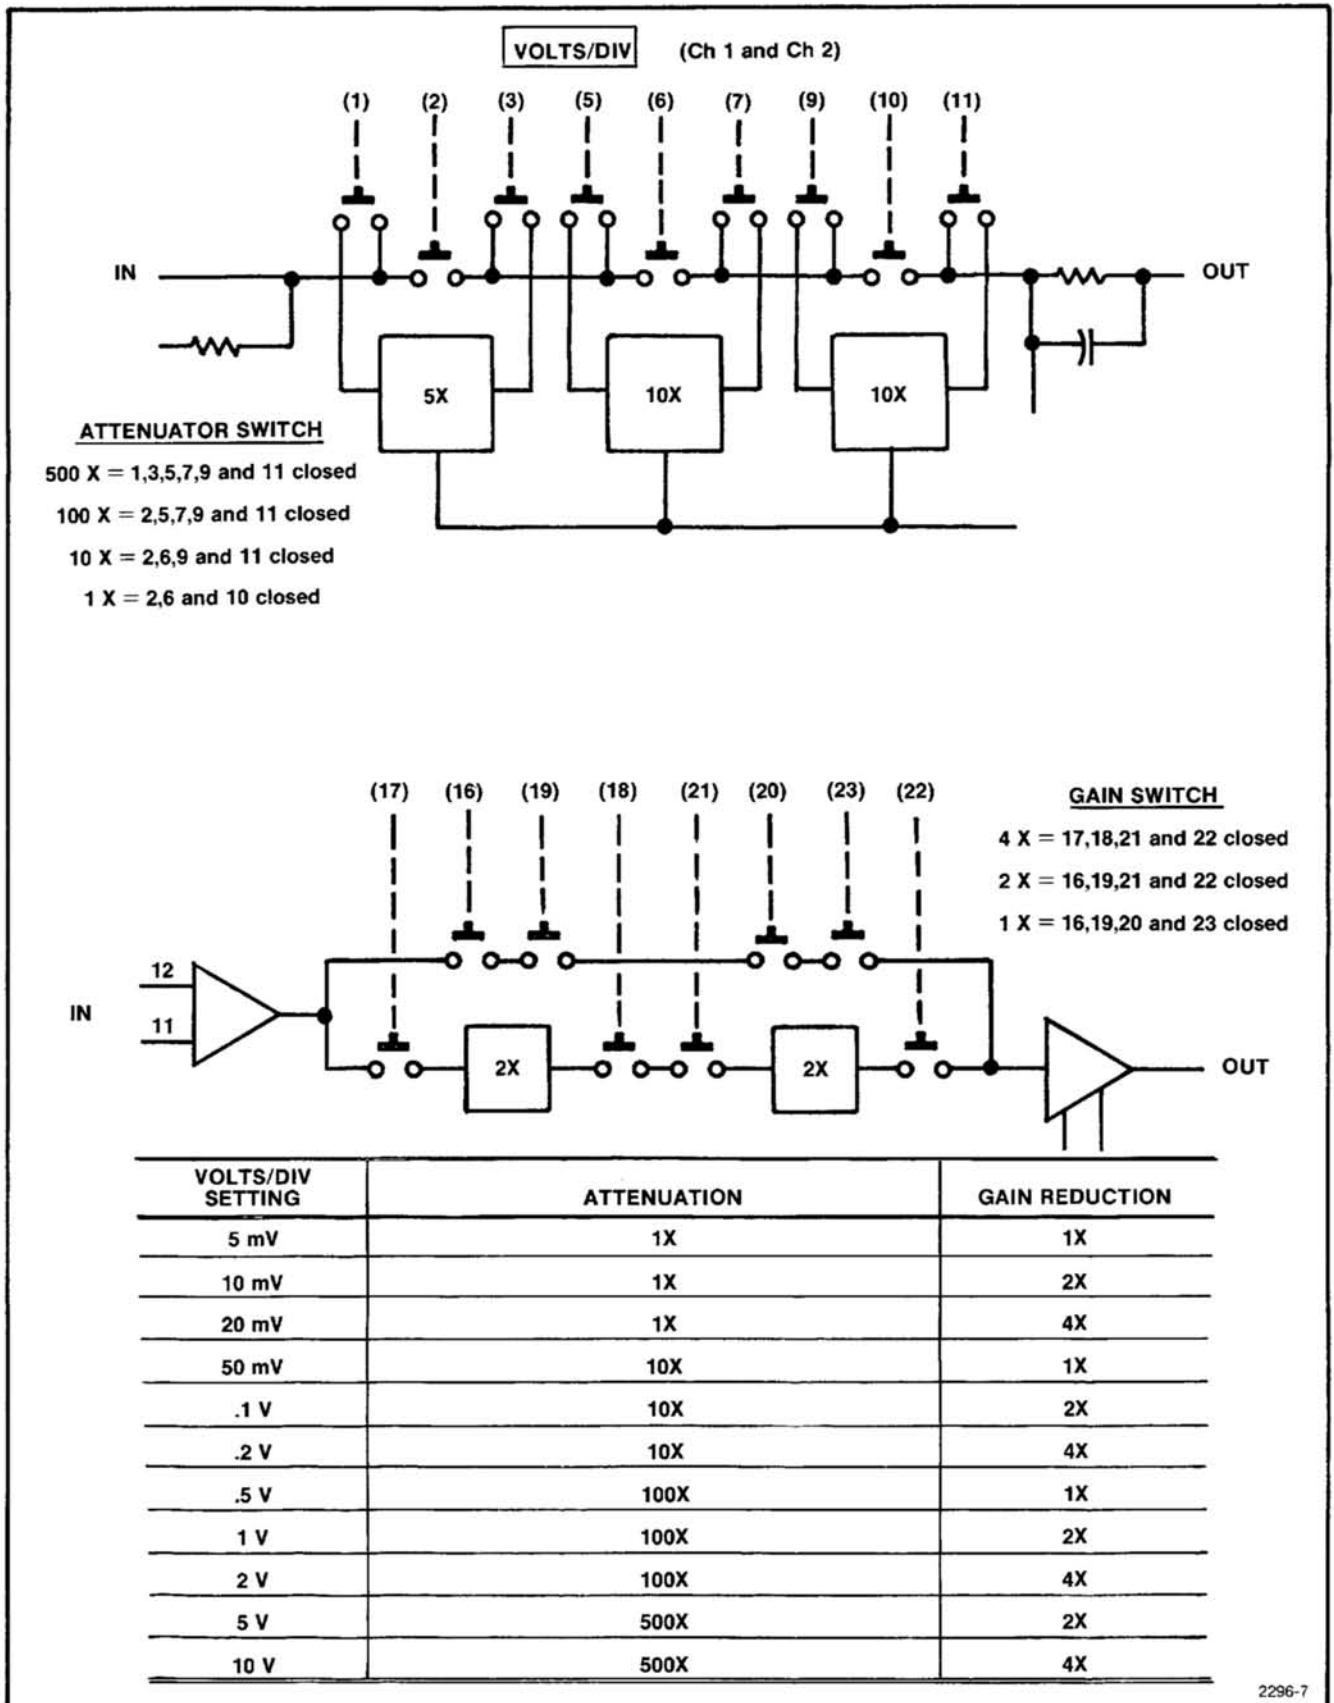 VOLTS/DIV (Ch 1 and Ch 2)
(1) (2) (3) (5) (6) (7) (9) (10) (11)
IN
OUT
5X 10X 10X
ATTENUATOR SWITCH
500 X = 1,3,5,7,9 and 11 closed
100 X = 2,5,7,9 and 11 closed
10 X = 2,6,9 and 11 closed
1 X = 2,6 and 10 closed
(17) (16) (19) (18) (21) (20) (23) (22)
GAIN SWITCH
4 X = 17,18,21 and 22 closed
2 X = 16,19,21 and 22 closed
1 X = 16,19,20 and 23 closed
12
IN
11
2X 2X OUT
VOLTS/DIV
SETTING ATTENUATION GAIN REDUCTION
5 mV 1X 1X
10 mV 1X 2X
20 mV 1X 4X
50 mV 10X 1X
.1 V 10X 2X
.2 V 10X 4X
.5 V 100X 1X
1 V 100X 2X
2 V 100X 4X
5 V 500X 2X
10 V 500X 4X
2296-7